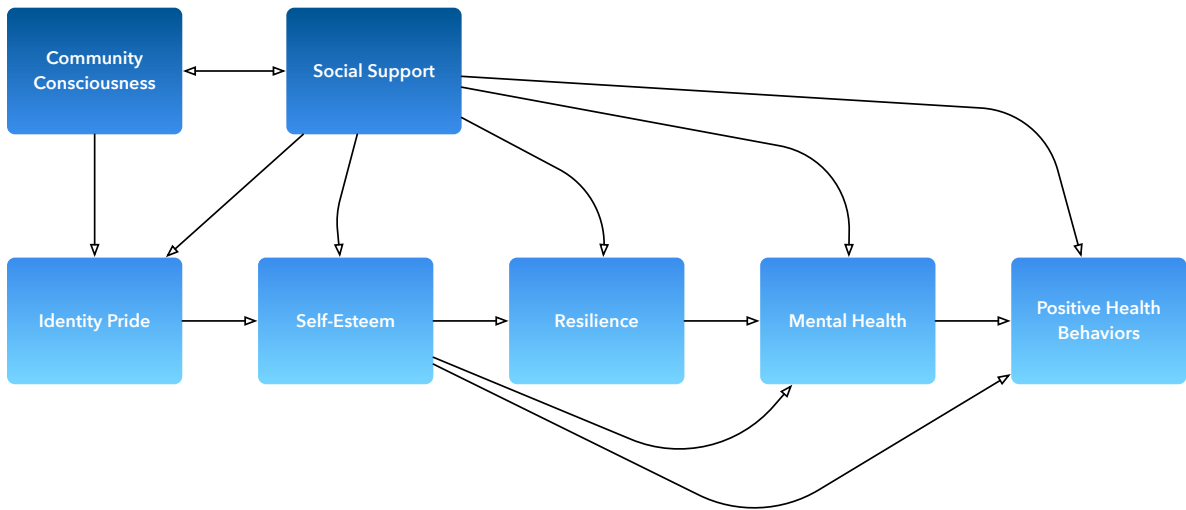 Community
Consciousness
Social Support
Identity Pride
Self-Esteem
Resilience
Mental Health
Positive Health
Behaviors